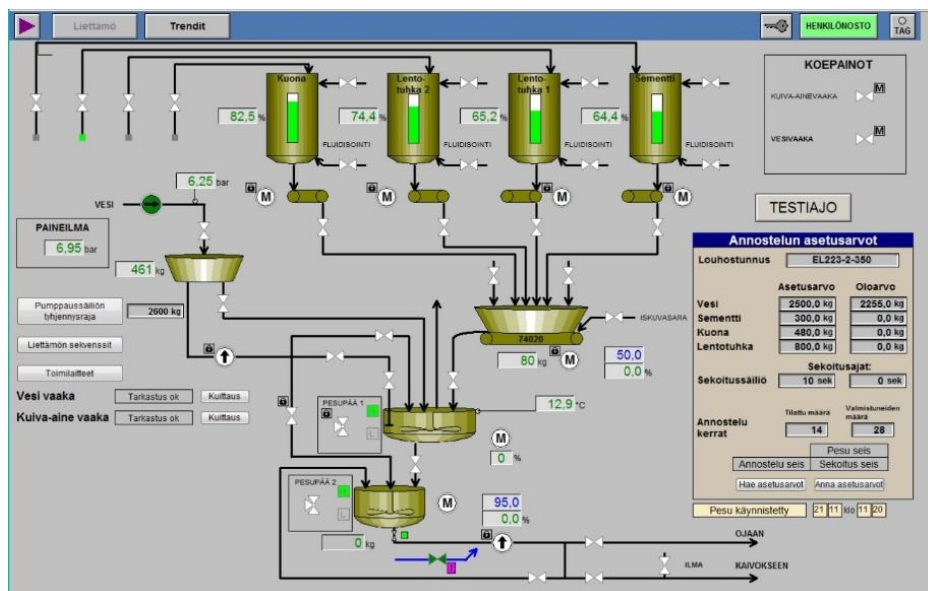 Liettämö
Trendit
HENKILÖNOSTO
TAG
Kuona
Lento-
tuhka 2
Lento-
tuhka 1
Sementti
82,5 %
74,4 %
65,2 %
64,4 %
FLUIDISOINTI
FLUIDISOINTI
FLUIDISOINTI
FLUIDISOINTI
M
M
M
M
KOEPAINOT
KUIVA-AINEVAAKA
M
VESIVAAKA
M
6,25 bar
VESI
PAINEILMA
6,95 bar
461 kg
TESTIAJO
Annostelun asetusarvot
Louhostunnus EL223-2-350
Asetusarvo Oloarvo
Vesi 2500,0 kg 2255,0 kg
Sementti 300,0 kg 0,0 kg
Kuona 480,0 kg 0,0 kg
Lentotuhka 800,0 kg 0,0 kg
Sekoitusajat:
Sekoitussäiliö 10 sek 0 sek
Tilattu määrä
Valmistuneiden
määrä
Annostelu
kerrat
14 28
Pesu seis
Annostelu seis Sekoitus seis
Hae asetusarvot Anna asetusarvot
Pesu käynnistetty 21 11 klo 11 20
Pumppaussäiliön
tyhjennysraja
2600 kg
Liettämön sekvenssit
Toimilaitteet
Vesi vaaka Tarkastus ok Kuittaus
Kuiva-aine vaaka Tarkastus ok Kuittaus
ISKUVASARA
74020
80 kg
M
50,0
0,0 %
PESUPÄÄ 1
12,9 °C
M
0 %
PESUPÄÄ 2
M
95,0
0,0 %
0 kg
OJAAN
ILMA
KAIVOKSEEN